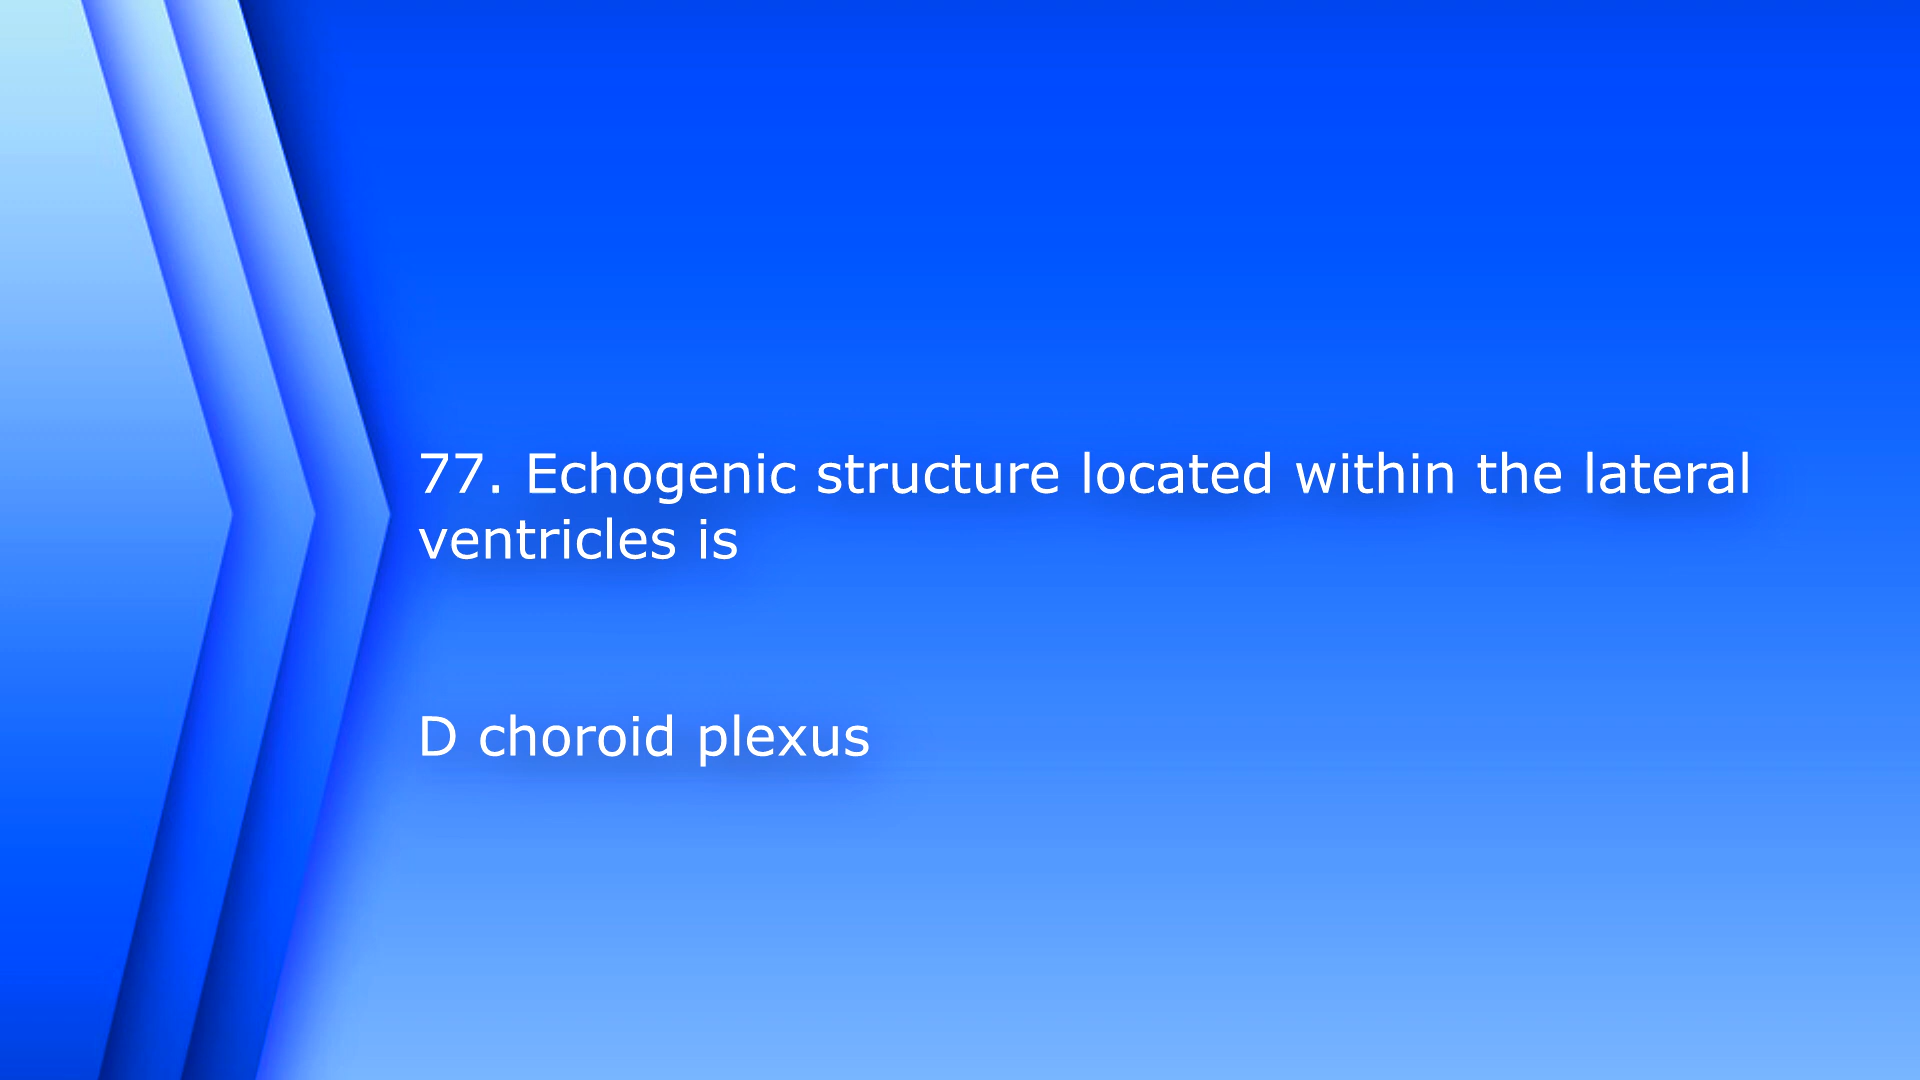 77. Echogenic structure located within the lateral
ventricles is
D choroid plexus